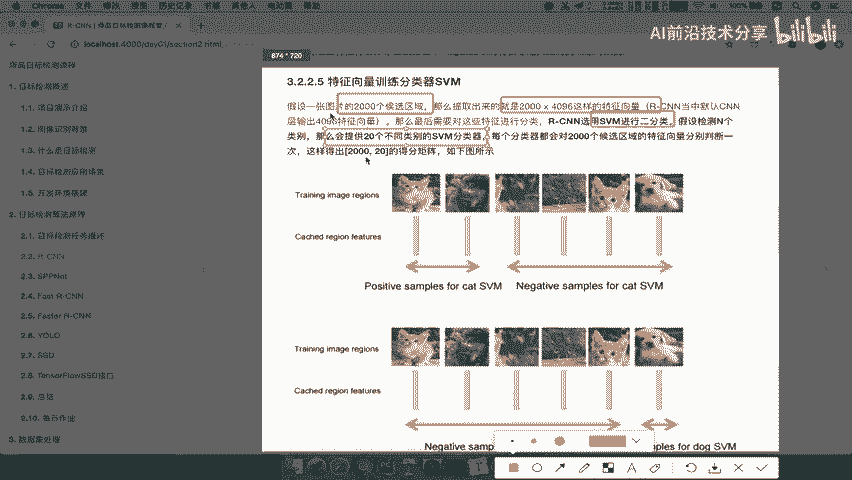 Chrome 文件
AI前沿技术分享 bilibili
localhost:4000/day01/section2.html
商品目标检测课程
874 * 720
1. 目标检测概述
1.1. 项目演示介绍
1.2. 图像识别背景
1.3. 什么是目标检测
1.4. 目标检测应用场景
1.5. 开发环境搭建
2. 目标检测算法原理
2.1. 目标检测任务描述
2.2. R-CNN
2.3. SPPNet
2.4. Fast R-CNN
2.5. Faster R-CNN
2.6. YOLO
2.7. SSD
2.8. TensorFlowSSD接口
2.9. 总结
2.10. 每日作业
3. 数据集处理
3.2.2.5 特征向量训练分类器SVM
假设一张图片的2000个候选区域，那么提取出来的就是2000 x 4096这样的特征向量（R-CNN当中默认CNN
层输出4096特征向量）。那么最后需要对这些特征进行分类，R-CNN选用SVM进行二分类。假设检测N个
类别，那么会提供20个不同类别的SVM分类器，每个分类器都会对2000个候选区域的特征向量分别判断一
次，这样得出[2000, 20]的得分矩阵，如下图所示
Training image regions
Cached region features
Positive samples for cat SVM Negative samples for cat SVM
Training image regions
Cached region features
Negative samp
les for dog SVM